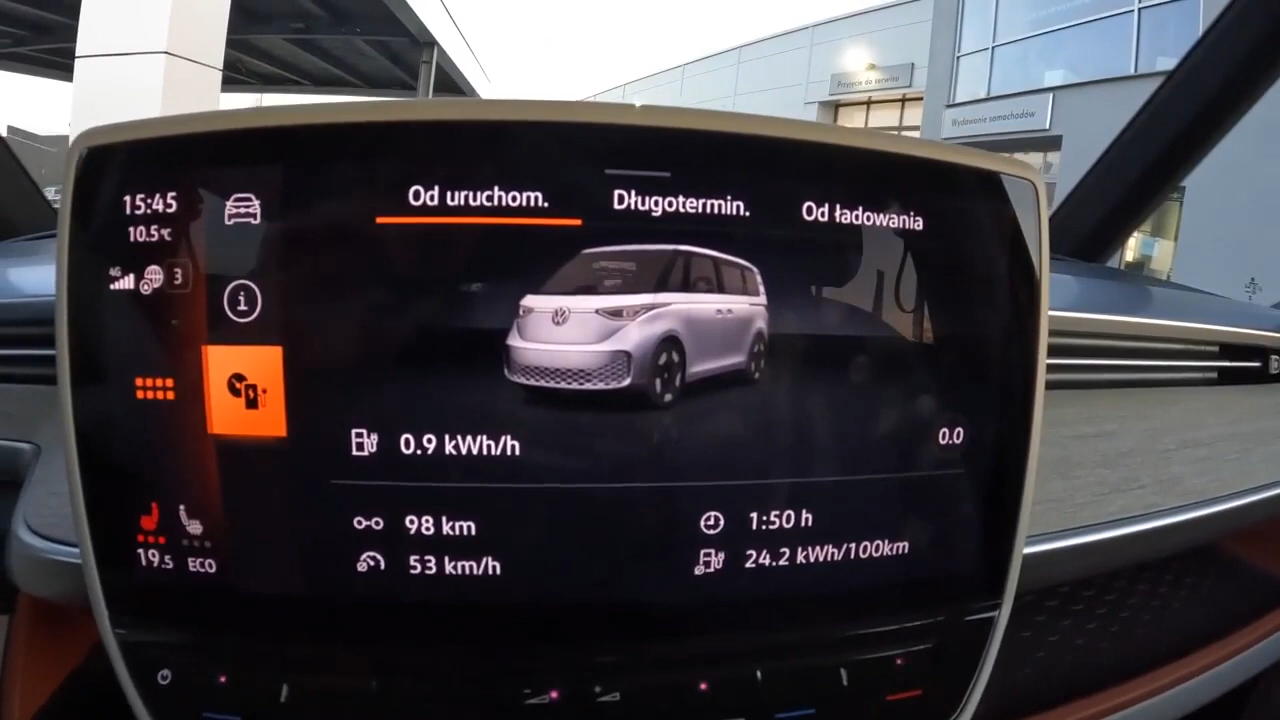 Przyjęcie do serwisu
Wydawanie samochodów
15:45
10.5°C
4G
3
Od uruchom.
Długotermin.
Od ładowania
i
0.9 kWh/h
0.0
98 km
1:50 h
53 km/h
24.2 kWh/100km
19.5
ECO